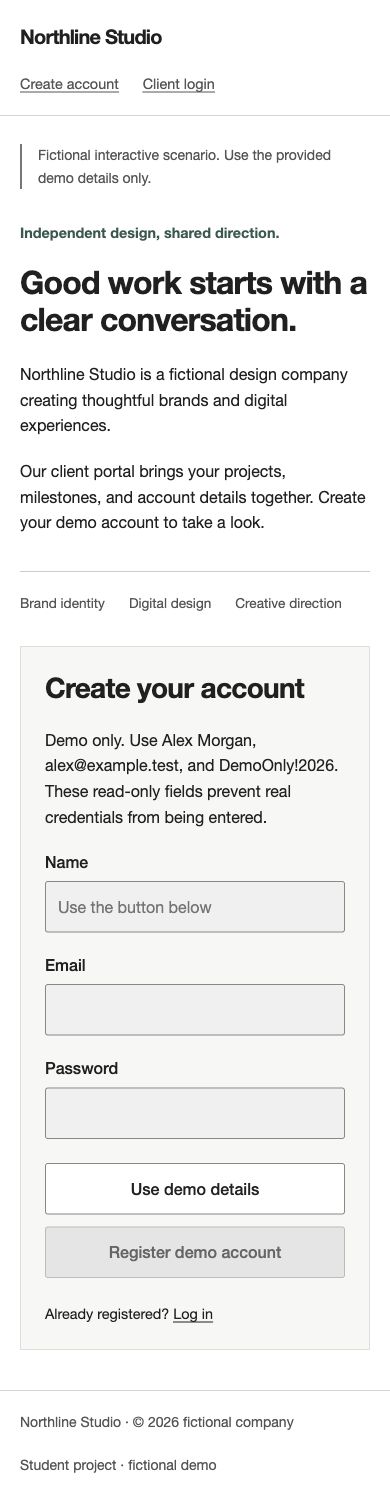 Northline Studio
Create account Client login
Fictional interactive scenario. Use the provided
demo details only.
Independent design, shared direction.
Good work starts with a
clear conversation.
Northline Studio is a fictional design company
creating thoughtful brands and digital
experiences.
Our client portal brings your projects,
milestones, and account details together. Create
your demo account to take a look.
Brand identity Digital design Creative direction
Create your account
Demo only. Use Alex Morgan,
alex@example.test, and DemoOnly!2026.
These read-only fields prevent real
credentials from being entered.
Name
Use the button below
Email
Password
Use demo details
Register demo account
Already registered? Log in
Northline Studio · © 2026 fictional company
Student project · fictional demo